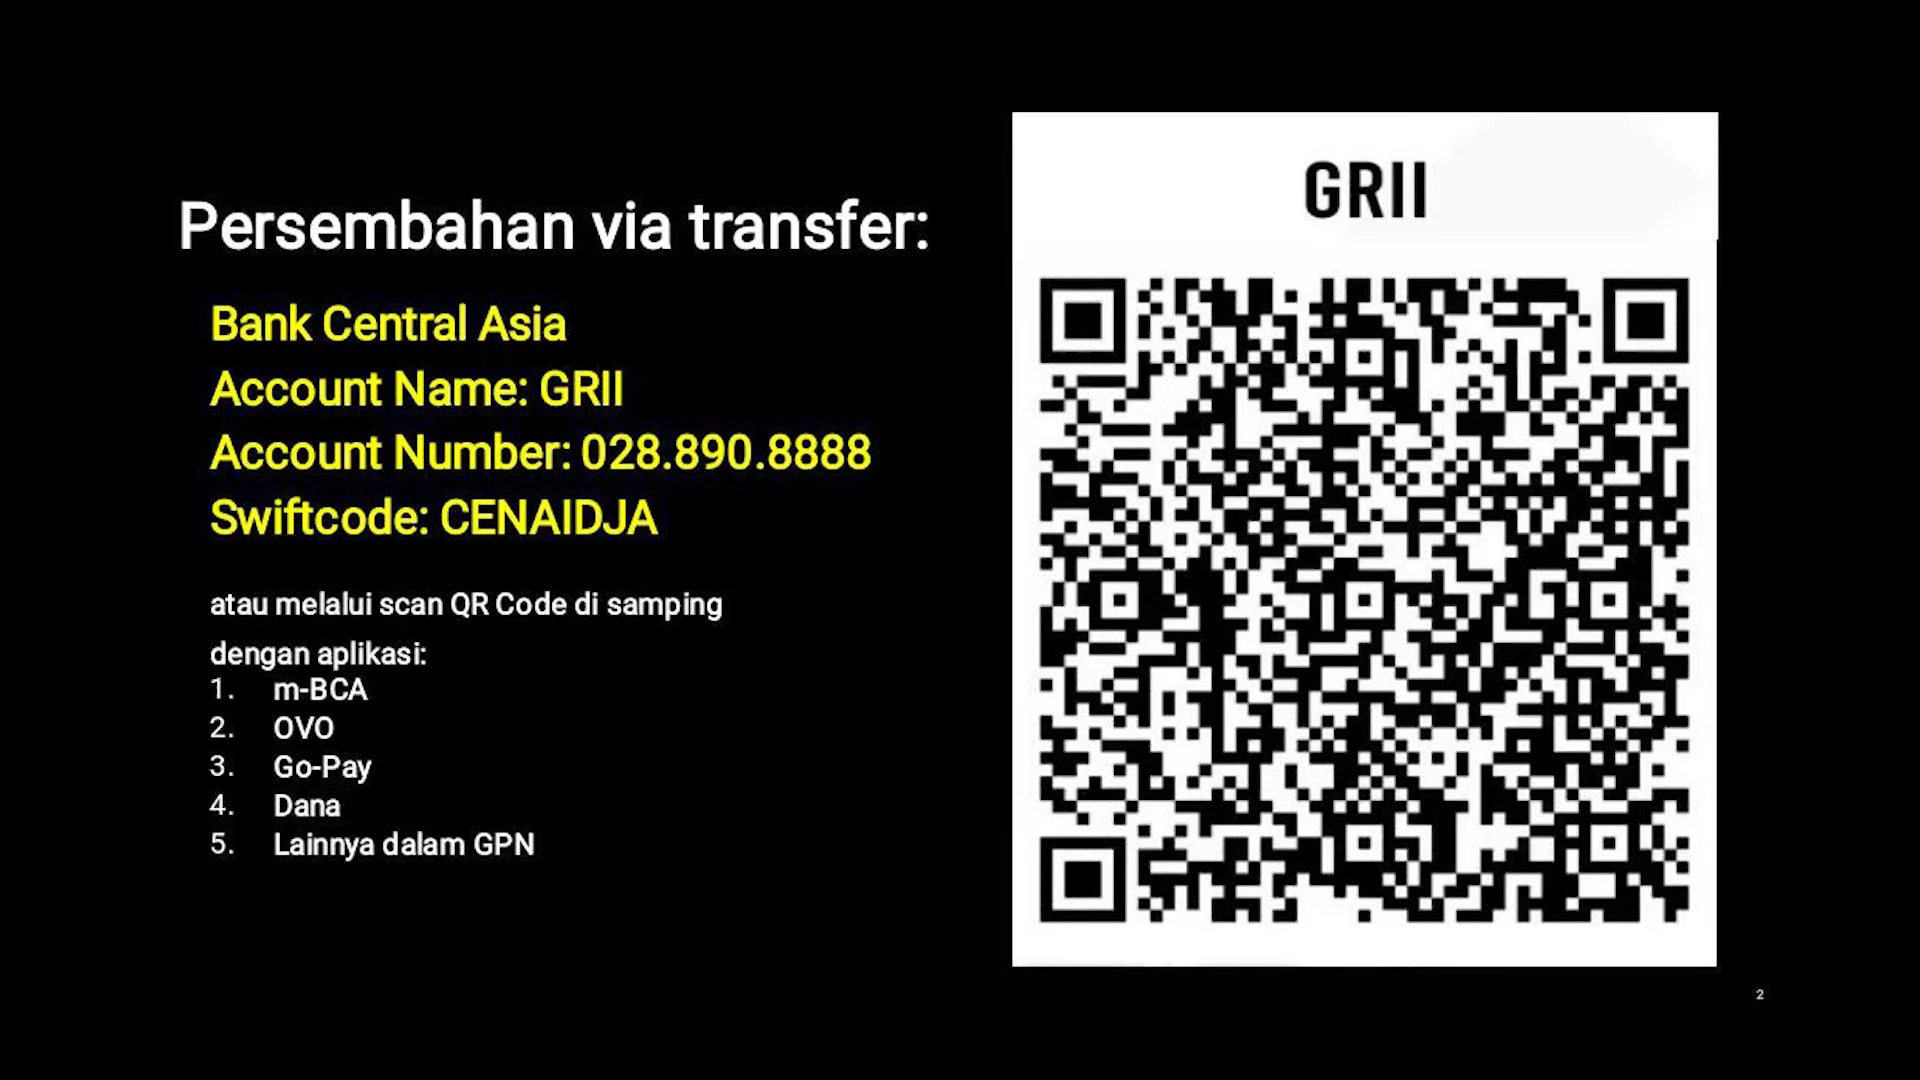 Persembahan via transfer:
Bank Central Asia
Account Name: GRII
Account Number: 028.890.8888
Swiftcode: CENAIDJA
atau melalui scan QR Code di samping
dengan aplikasi:
1. m-BCA
2. OVO
3. Go-Pay
4. Dana
5. Lainnya dalam GPN
GRII
2